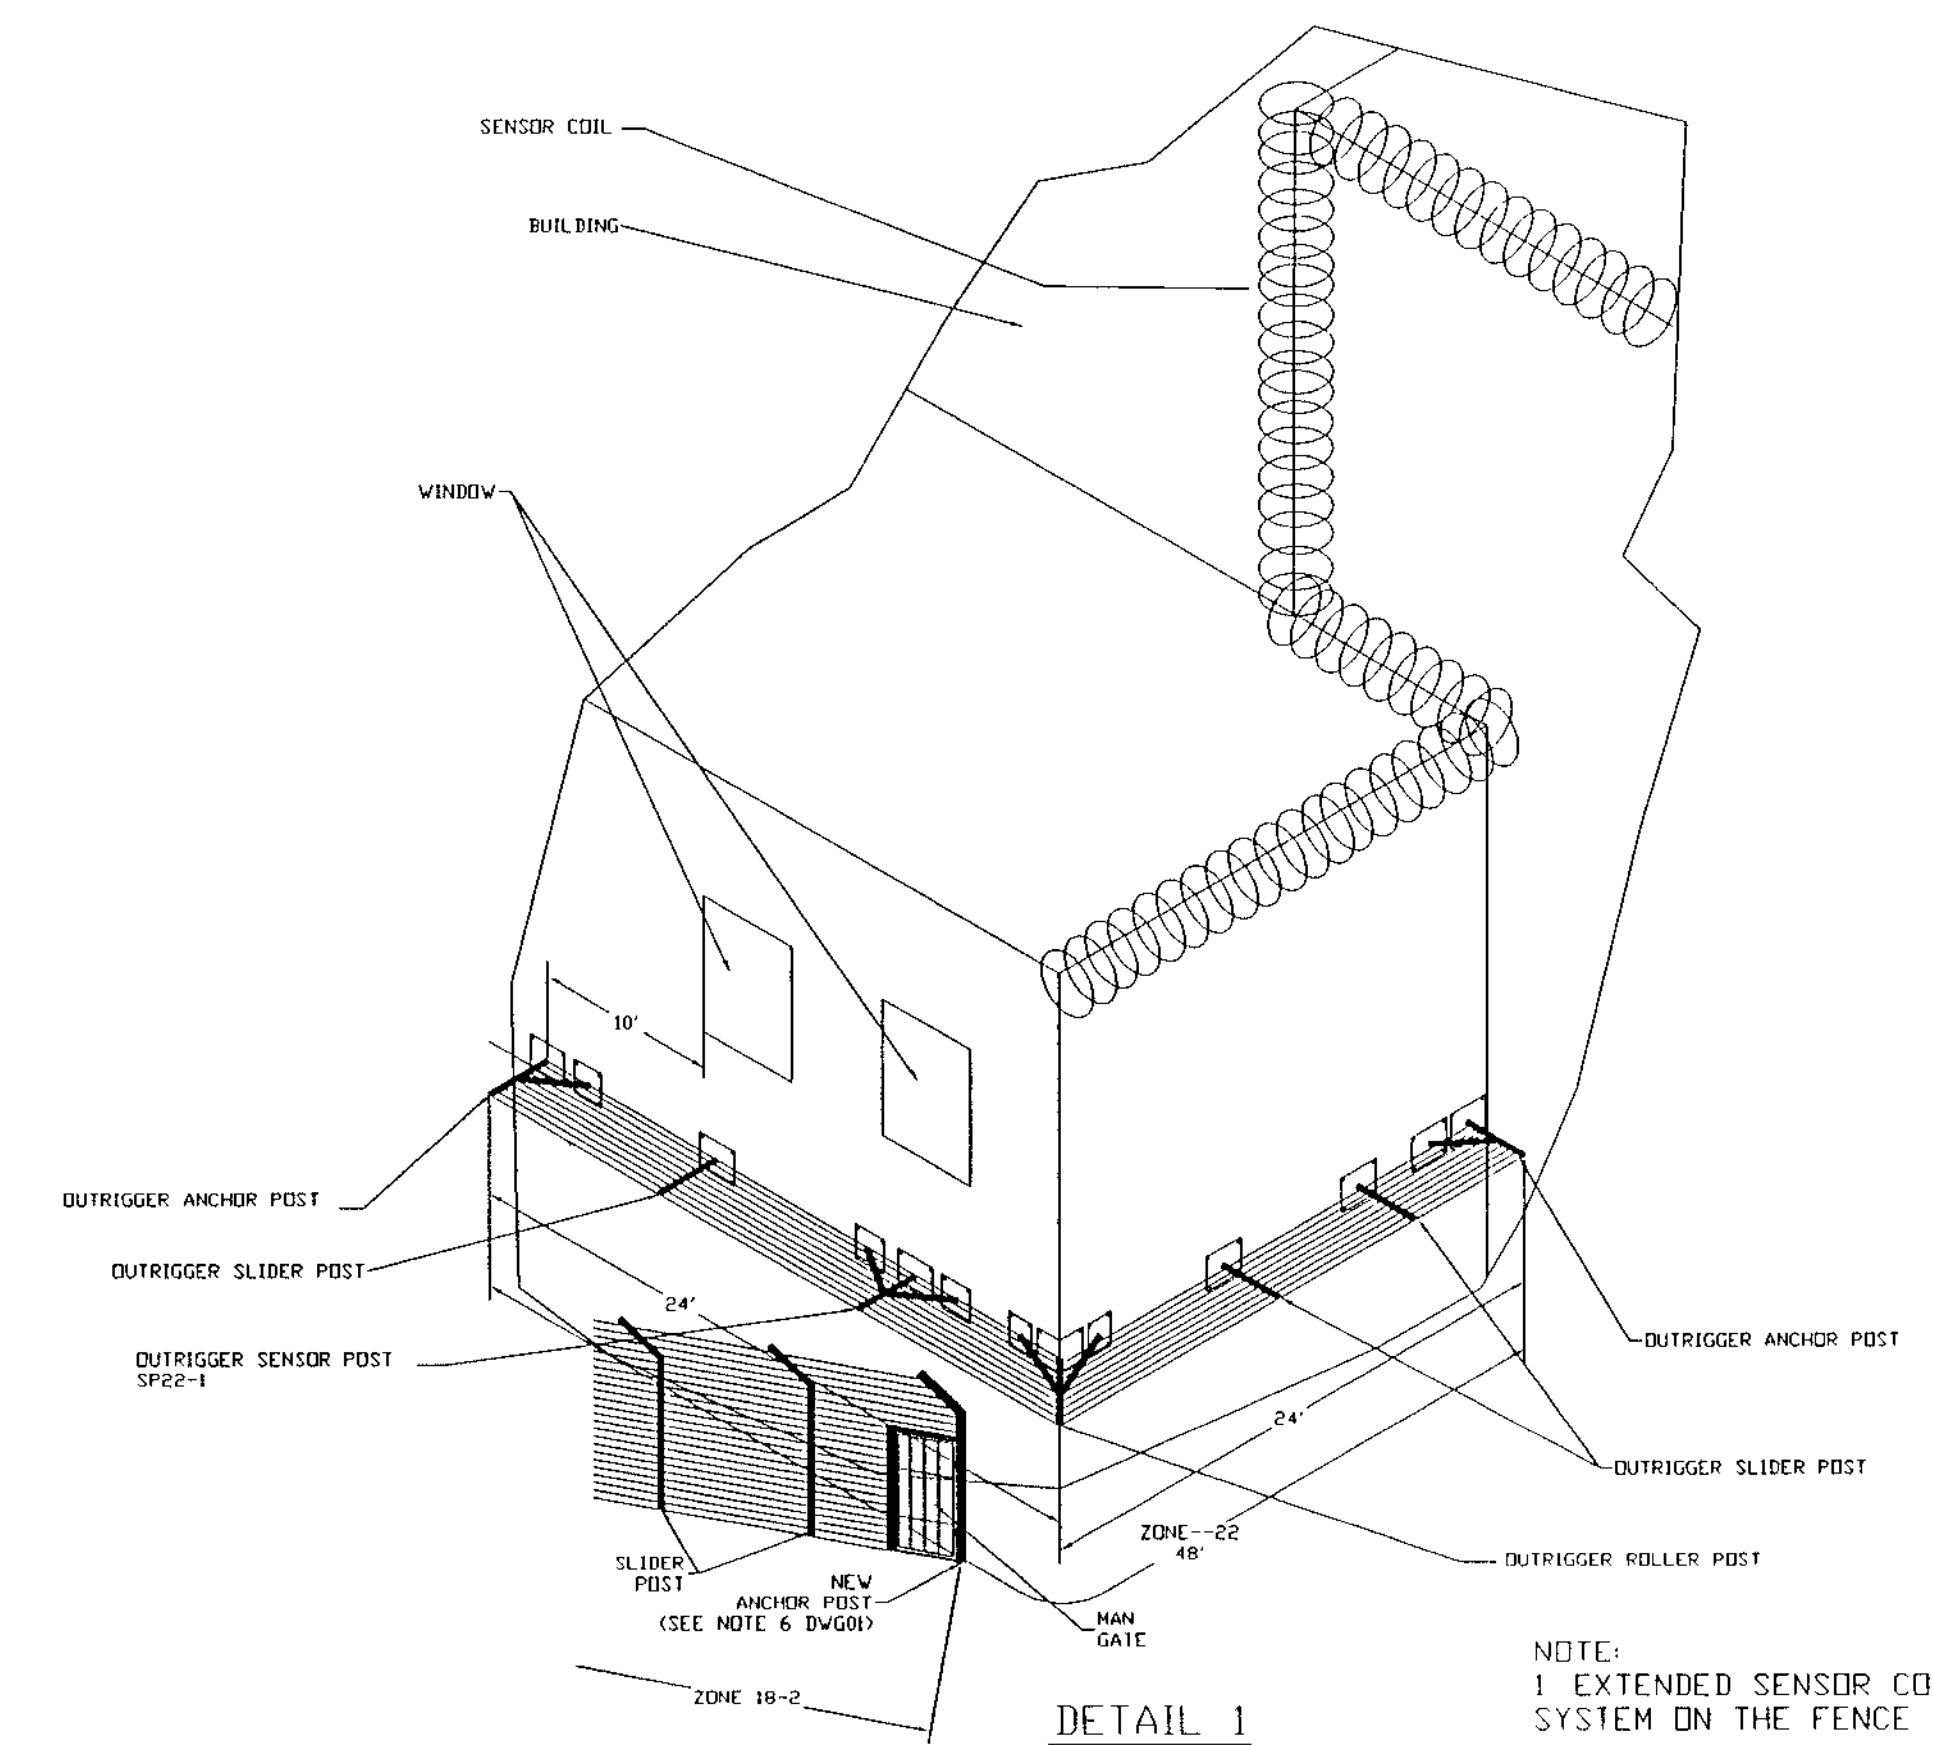 SENSOR COIL
BUILDING
WINDOW
10'
OUTRIGGER ANCHOR POST
OUTRIGGER SLIDER POST
24'
OUTRIGGER SENSOR POST
SP22-1
OUTRIGGER ANCHOR POST
24'
OUTRIGGER SLIDER POST
ZONE--22
48'
OUTRIGGER ROLLER POST
SLIDER
POST
NEW
ANCHOR POST
(SEE NOTE 6 DWG01)
MAN
GATE
ZONE 18-2
DETAIL 1
NOTE:
1 EXTENDED SENSOR CO
SYSTEM ON THE FENCE